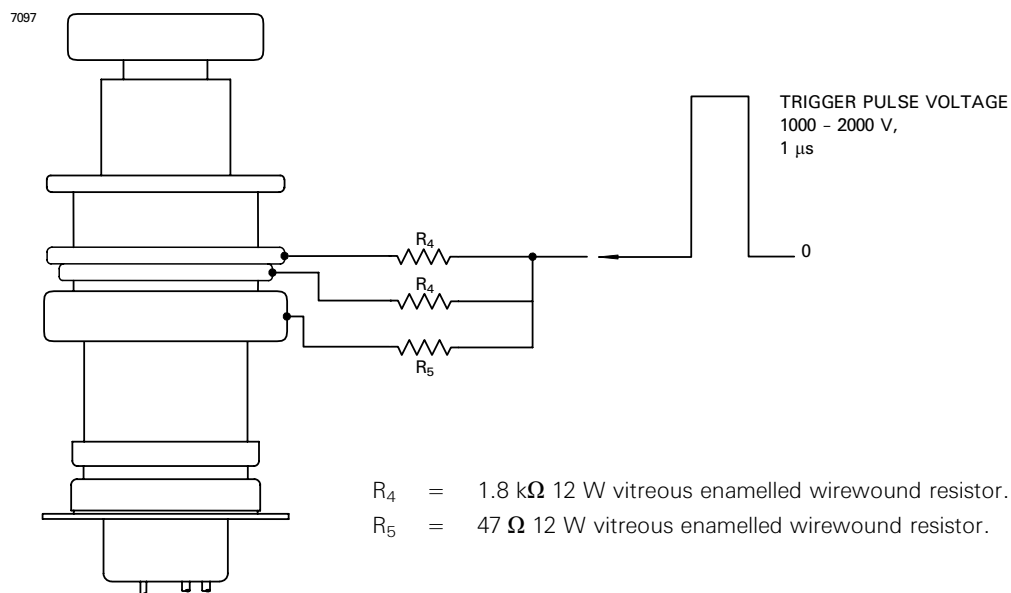 7097
TRIGGER PULSE VOLTAGE
1000 – 2000 V,
1 μs
0
R₄
R₄
R₅
R₄ = 1.8 kΩ 12 W vitreous enamelled wirewound resistor.
R₅ = 47 Ω 12 W vitreous enamelled wirewound resistor.